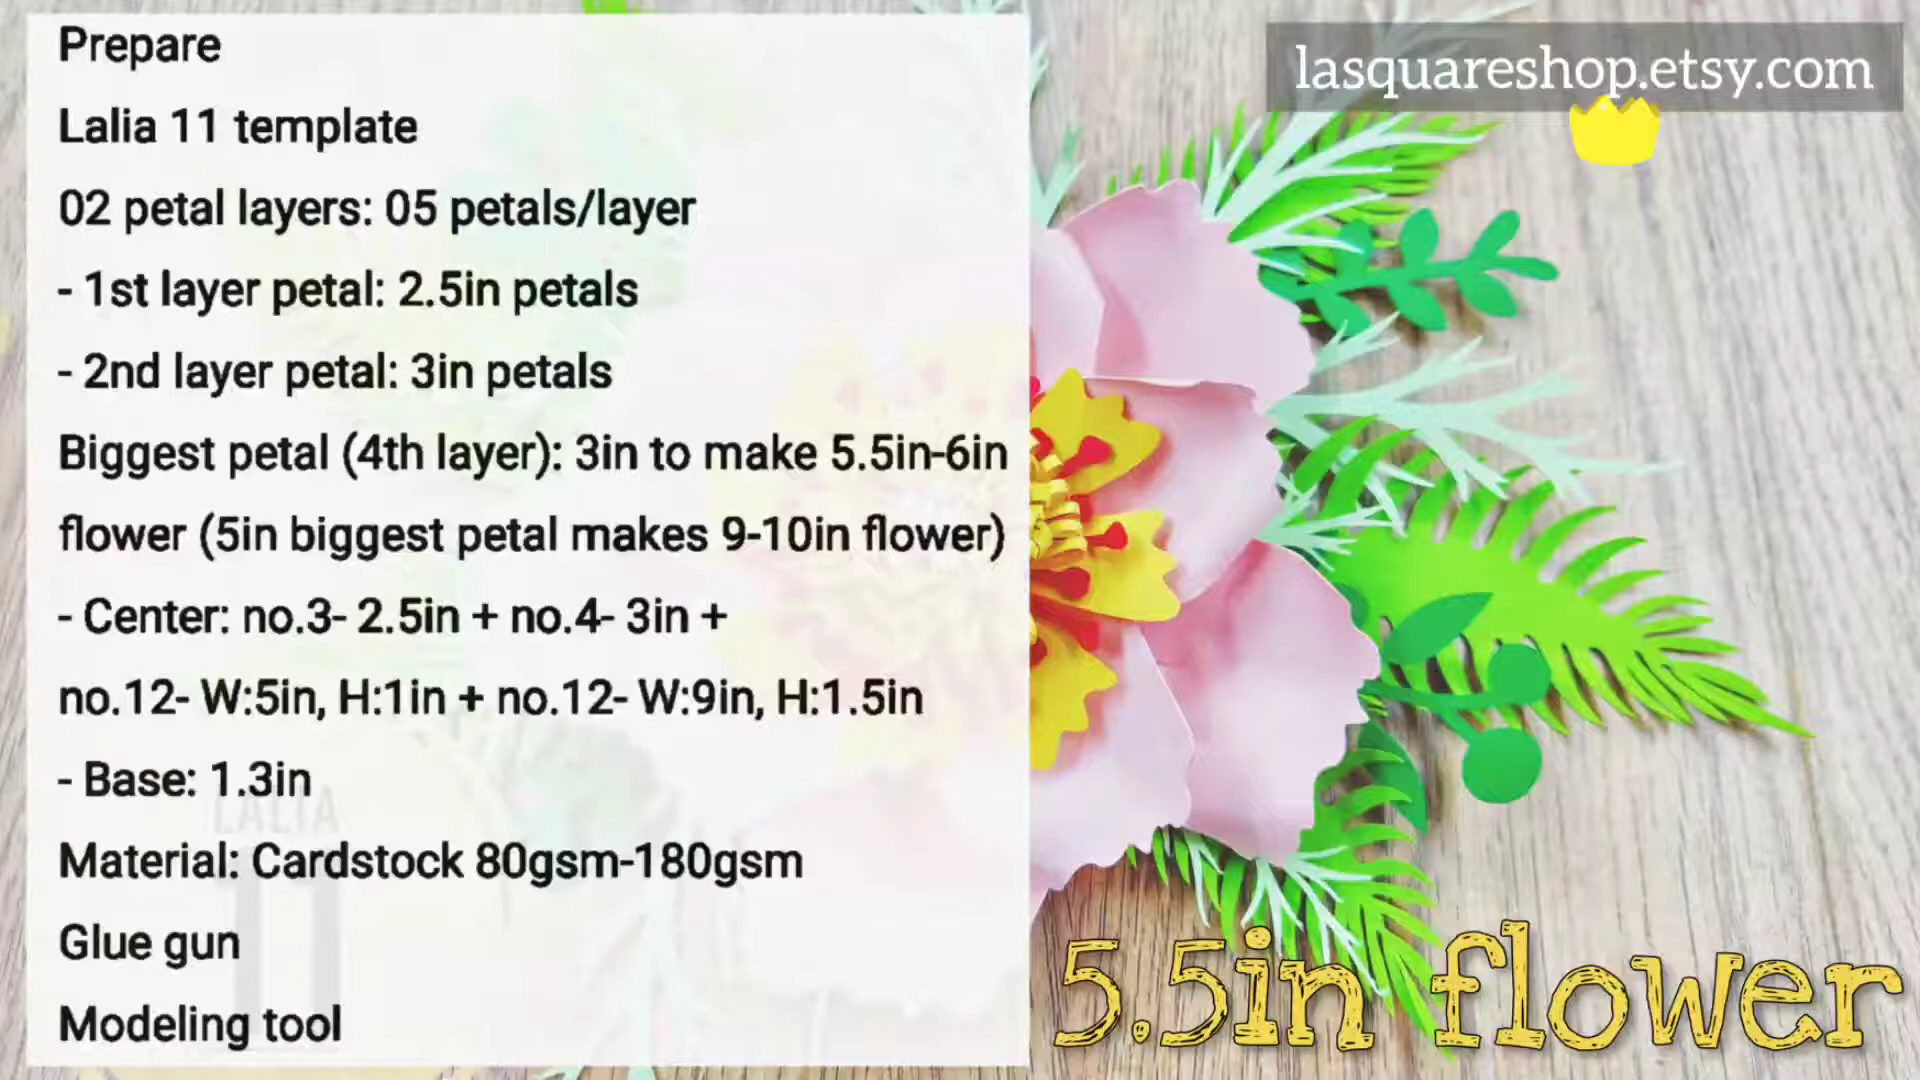 Prepare
Lalia 11 template
02 petal layers: 05 petals/layer
- 1st layer petal: 2.5in petals
- 2nd layer petal: 3in petals
Biggest petal (4th layer): 3in to make 5.5in-6in
flower (5in biggest petal makes 9-10in flower)
- Center: no.3- 2.5in + no.4- 3in +
no.12- W:5in, H:1in + no.12- W:9in, H:1.5in
- Base: 1.3in
Material: Cardstock 80gsm-180gsm
Glue gun
Modeling tool
LALIA
11
lasquareshop.etsy.com
5.5in flower